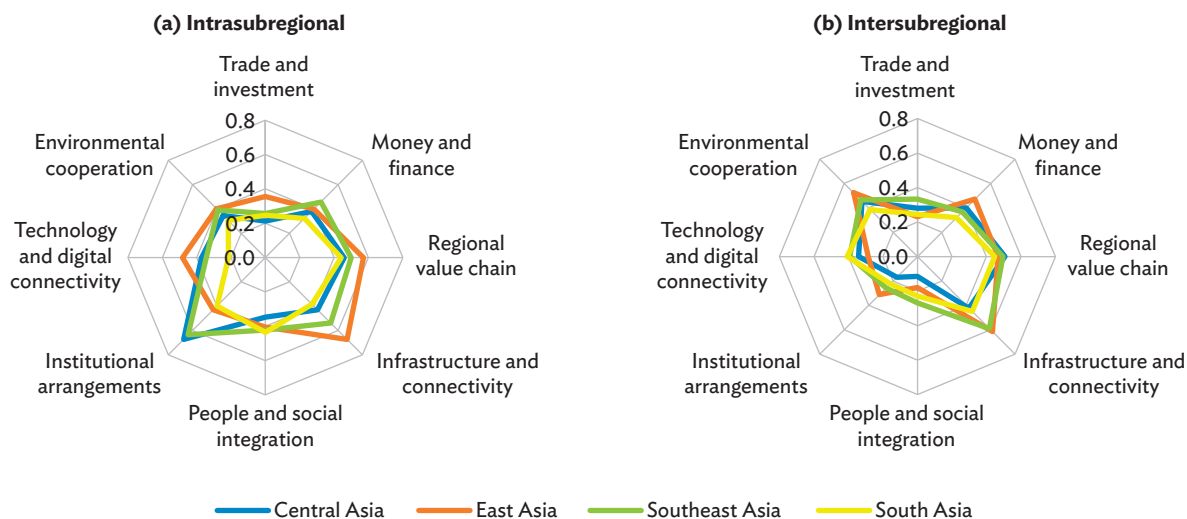 (a) Intrasubregional
Trade and
investment
Environmental
cooperation
Money and
finance
Technology
and digital
connectivity
Regional
value chain
Institutional
arrangements
Infrastructure and
connectivity
People and social
integration
0.8
0.6
0.4
0.2
0.0
(b) Intersubregional
Trade and
investment
Environmental
cooperation
Money and
finance
Technology
and digital
connectivity
Regional
value chain
Institutional
arrangements
Infrastructure and
connectivity
People and social
integration
0.8
0.6
0.4
0.2
0.0
Central Asia
East Asia
Southeast Asia
South Asia